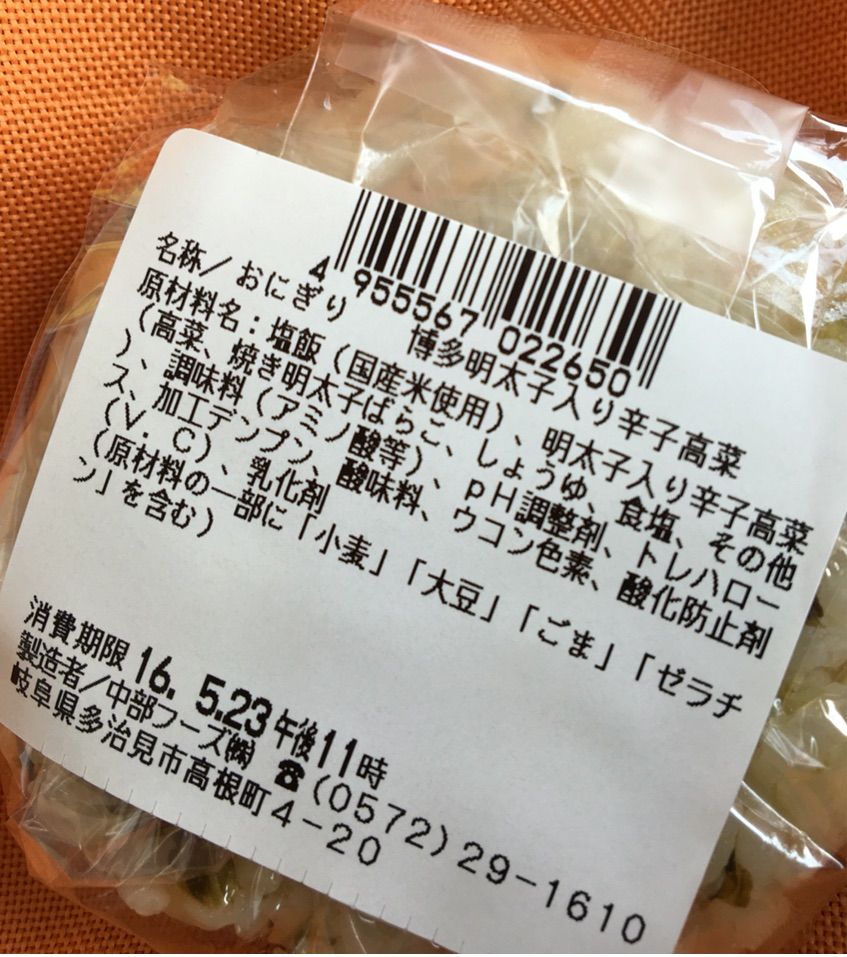 4 955567 022650
名称/おにぎり 博多明太子入り辛子高菜
原材料名:塩飯(国産米使用)、明太子入り辛子高菜
(高菜、焼き明太子ばらご、しょうゆ、食塩、その他
)、調味料(アミノ酸等)、pH調整剤、トレハロー
ス、加工デンプン、酸味料、ウコン色素、酸化防止剤
(V.C)、乳化剤
(原材料の一部に「小麦」「大豆」「ごま」「ゼラチ
ン」を含む)
消費期限 16. 5.23 午後11時
製造者/中部フーズ㈱ ☎(0572)29-1610
岐阜県多治見市高根町4-20